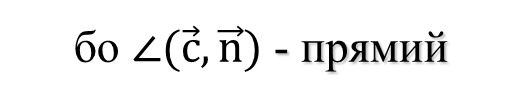 бо ∠(c⃗, n⃗) - прямий